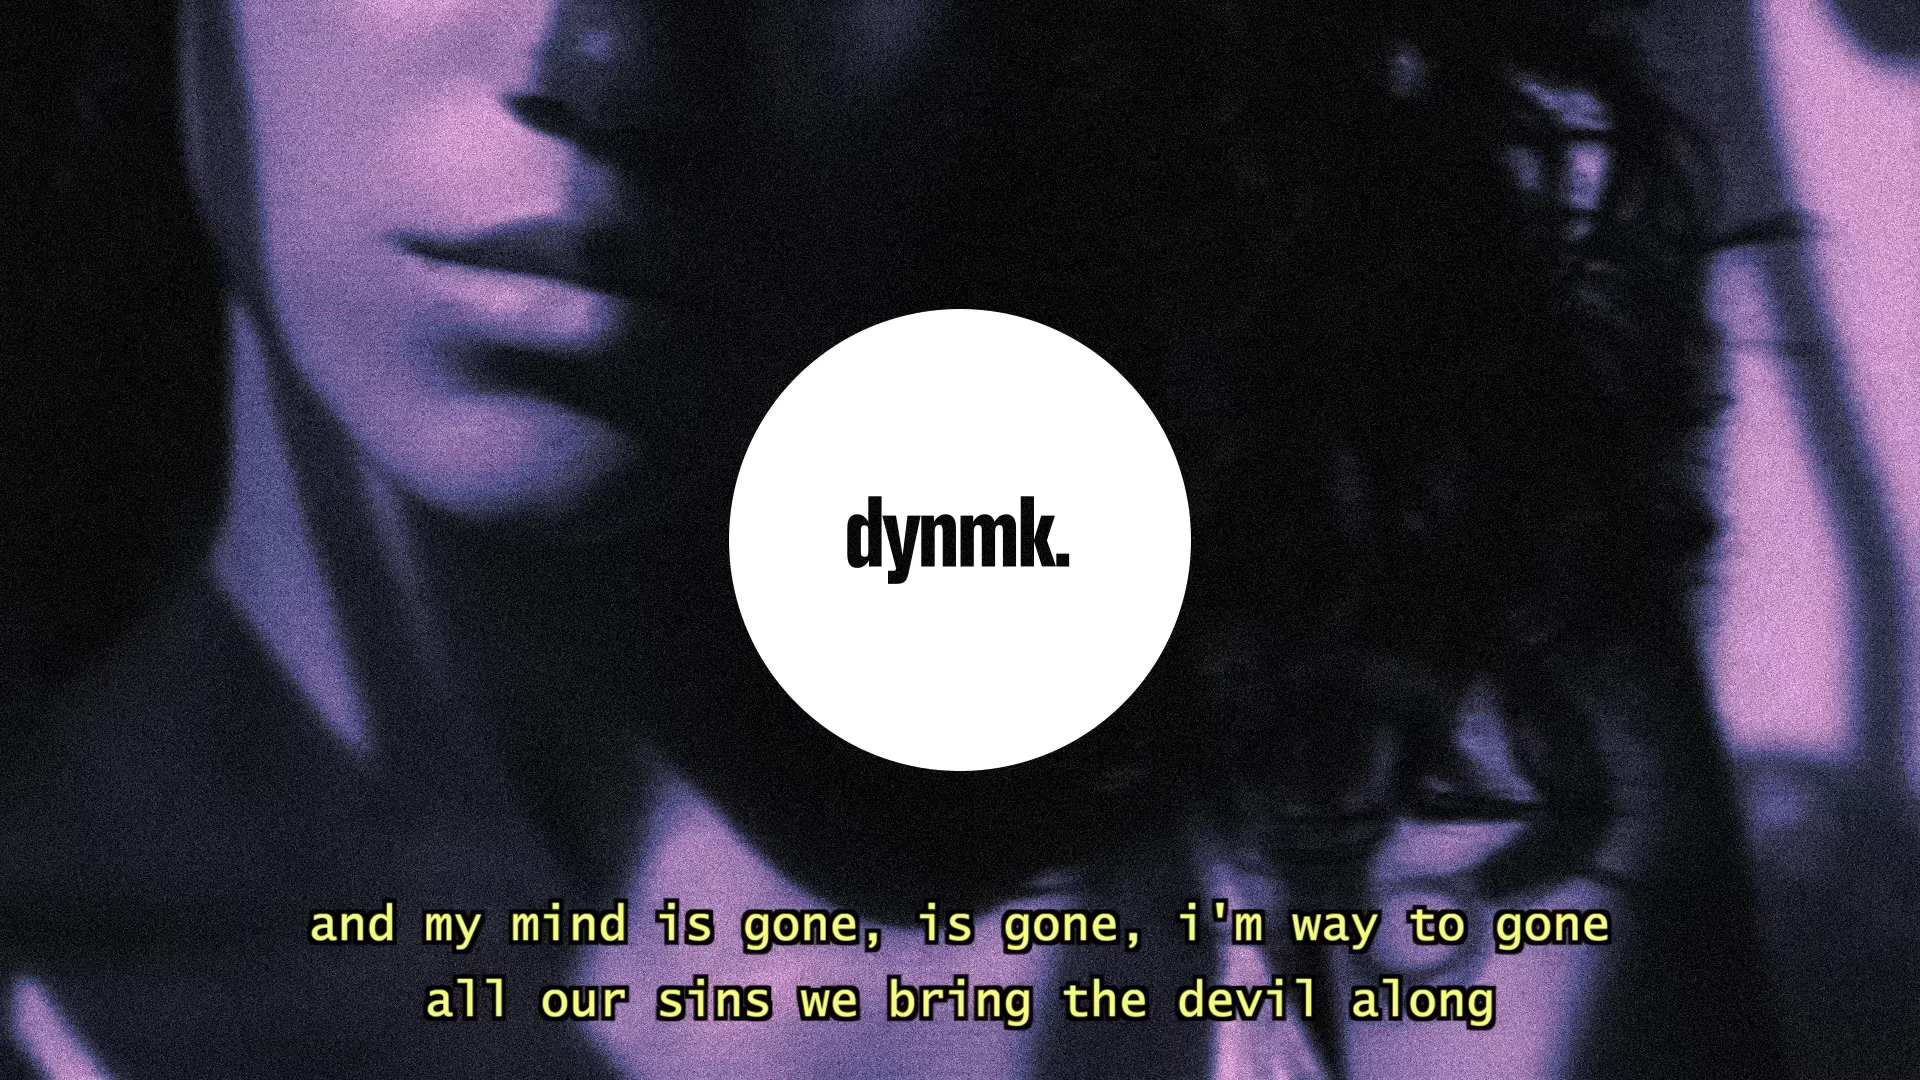 dynmk.
and my mind is gone, is gone, i'm way to gone
all our sins we bring the devil along